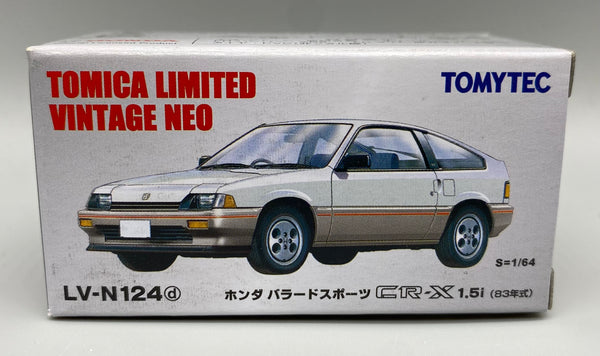 TOMICA LIMITED
VINTAGE NEO
TOMYTEC
S=1/64
LV-N124ⓓ
ホンダ バラードスポーツ CR-X 1.5i (83年式)